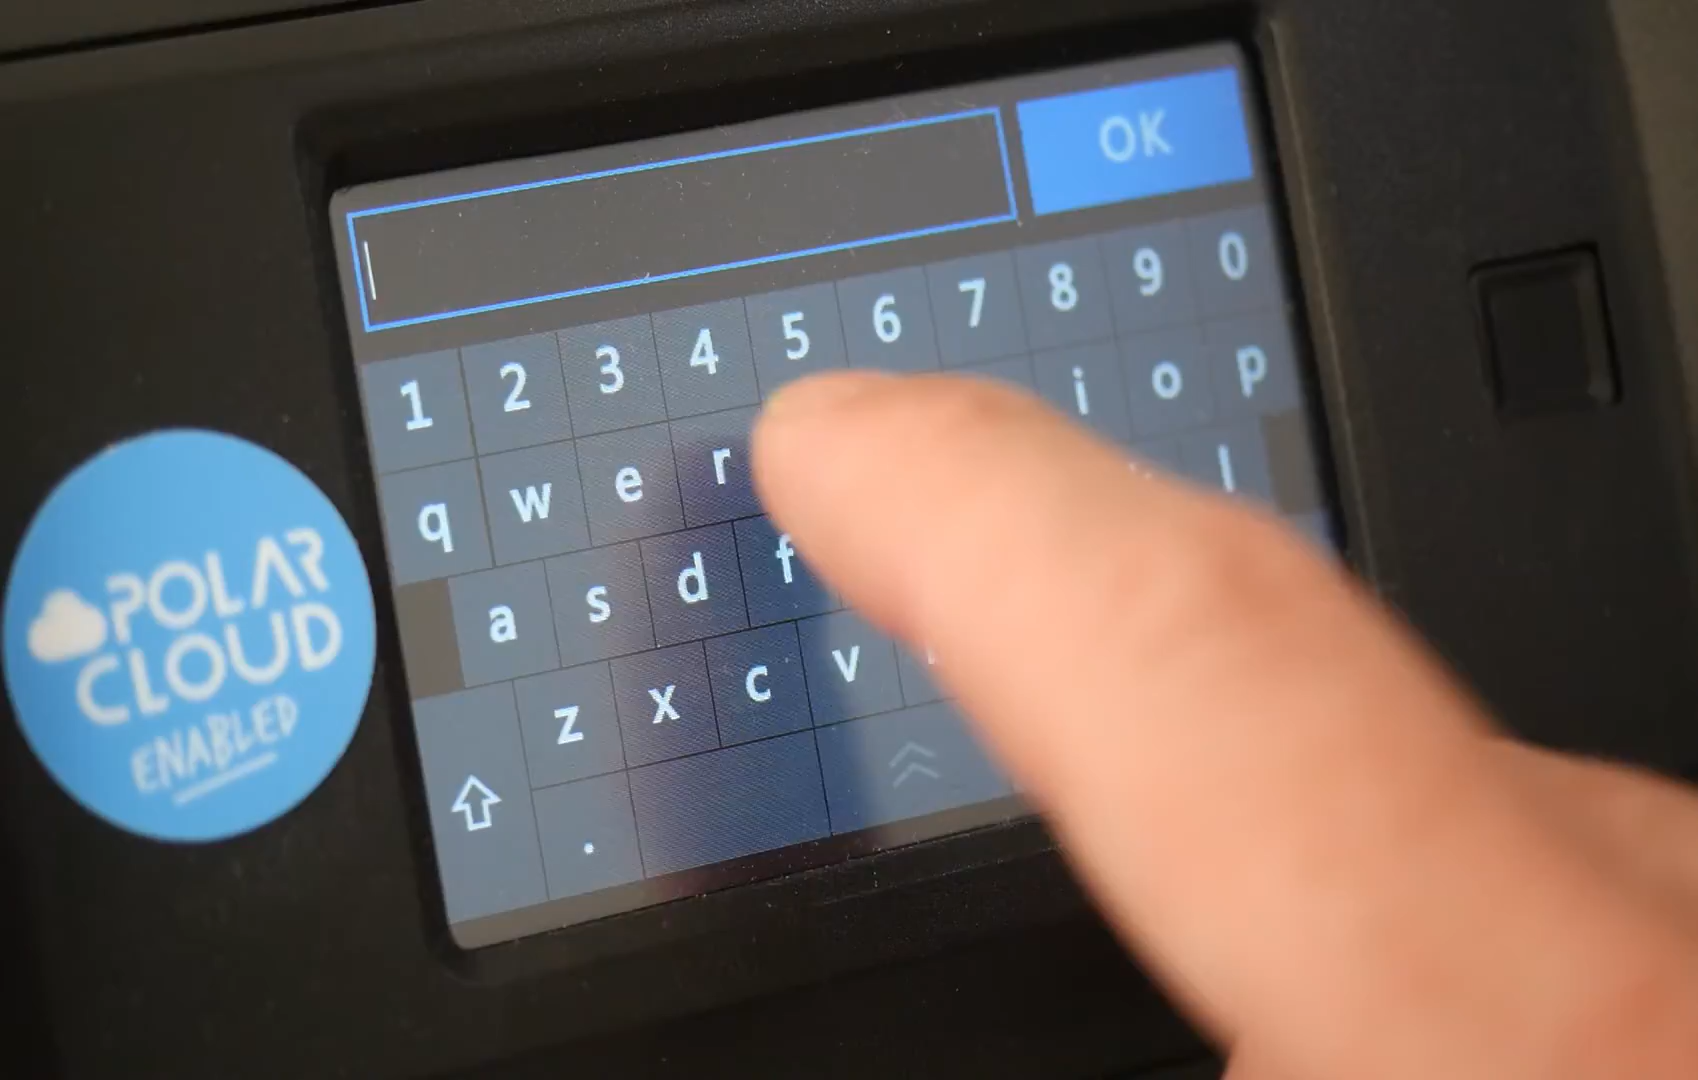 OK
1 2 3 4 5 6 7 8 9 0
q w e r i o p
a s d f l
z x c v
.
POLAR
CLOUD
ENABLED